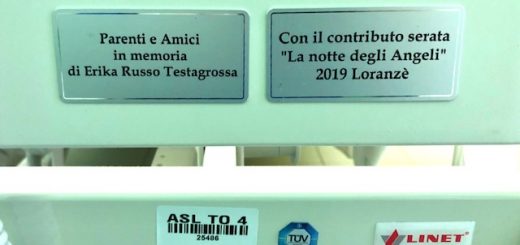 Parenti e Amici
in memoria
di Erika Russo Testagrossa
Con il contributo serata
"La notte degli Angeli"
2019 Loranzè
ASL TO 4
25486
TÜV
LINET